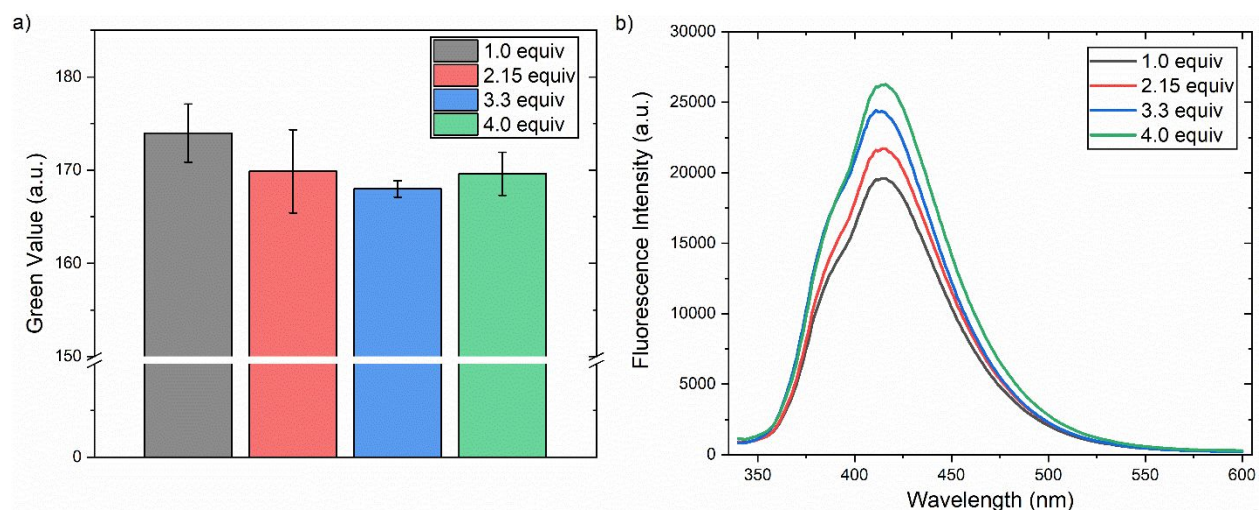 a)
Green Value (a.u.)
180
170
160
150
0
1.0 equiv
2.15 equiv
3.3 equiv
4.0 equiv
b)
Fluorescence Intensity (a.u.)
30000
25000
20000
15000
10000
5000
0
1.0 equiv
2.15 equiv
3.3 equiv
4.0 equiv
350 400 450 500 550 600
Wavelength (nm)